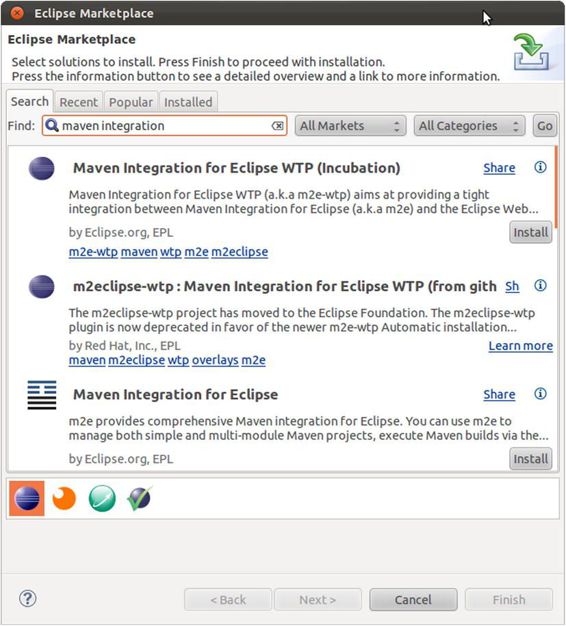 Eclipse Marketplace
Eclipse Marketplace
Select solutions to install. Press Finish to proceed with installation.
Press the information button to see a detailed overview and a link to more information.
Search Recent Popular Installed
Find: maven integration All Markets All Categories Go
Maven Integration for Eclipse WTP (Incubation) Share
Maven Integration for Eclipse WTP (a.k.a m2e-wtp) aims at providing a tight
integration between Maven Integration for Eclipse (a.k.a m2e) and the Eclipse Web...
by Eclipse.org, EPL Install
m2e-wtp maven wtp m2e m2eclipse
m2eclipse-wtp : Maven Integration for Eclipse WTP (from gith Sh
The m2eclipse-wtp project has moved to the Eclipse Foundation. The m2eclipse-wtp
plugin is now deprecated in favor of the newer m2e-wtp Automatic installation...
by Red Hat, Inc., EPL Learn more
maven m2eclipse wtp overlays m2e
Maven Integration for Eclipse Share
m2e provides comprehensive Maven integration for Eclipse. You can use m2e to
manage both simple and multi-module Maven projects, execute Maven builds via the...
by Eclipse.org, EPL Install
? < Back Next > Cancel Finish